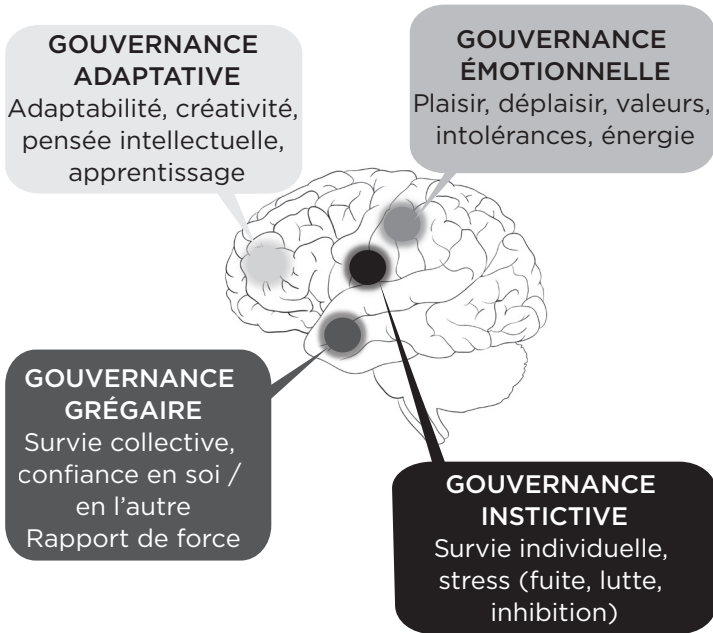 GOUVERNANCE
ADAPTATIVE
Adaptabilité, créativité,
pensée intellectuelle,
apprentissage
GOUVERNANCE
ÉMOTIONNELLE
Plaisir, déplaisir, valeurs,
intolérances, énergie
GOUVERNANCE
GRÉGAIRE
Survie collective,
confiance en soi /
en l'autre
Rapport de force
GOUVERNANCE
INSTICTIVE
Survie individuelle,
stress (fuite, lutte,
inhibition)